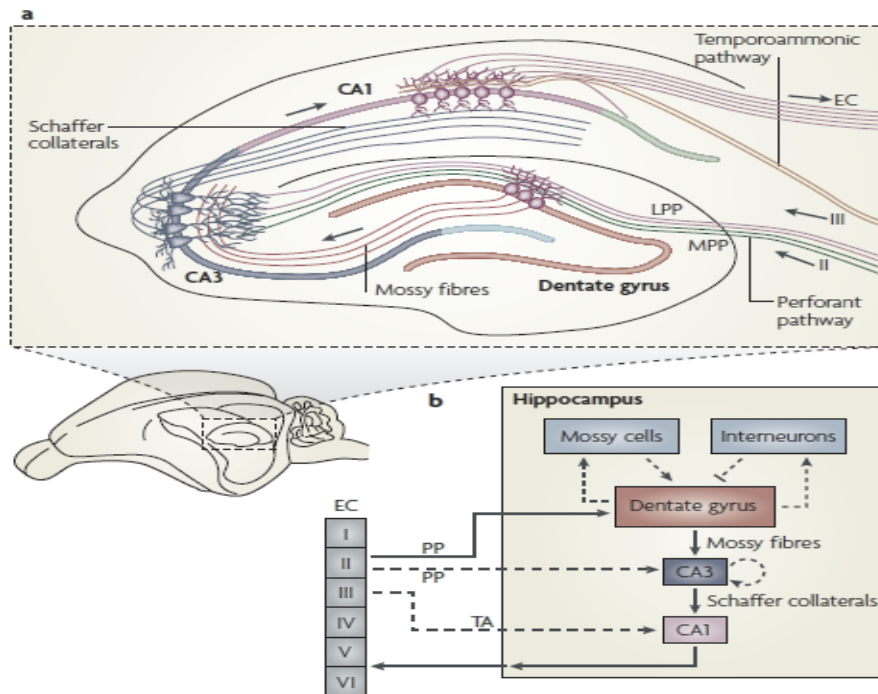 a
Temporoammonic
pathway
CA1
EC
Schaffer
collaterals
LPP
III
MPP
II
CA3
Mossy fibres
Dentate gyrus
Perforant
pathway
b
Hippocampus
Mossy cells
Interneurons
EC
Dentate gyrus
I
PP
Mossy fibres
II
PP
CA3
III
Schaffer collaterals
IV
TA
CA1
V
VI